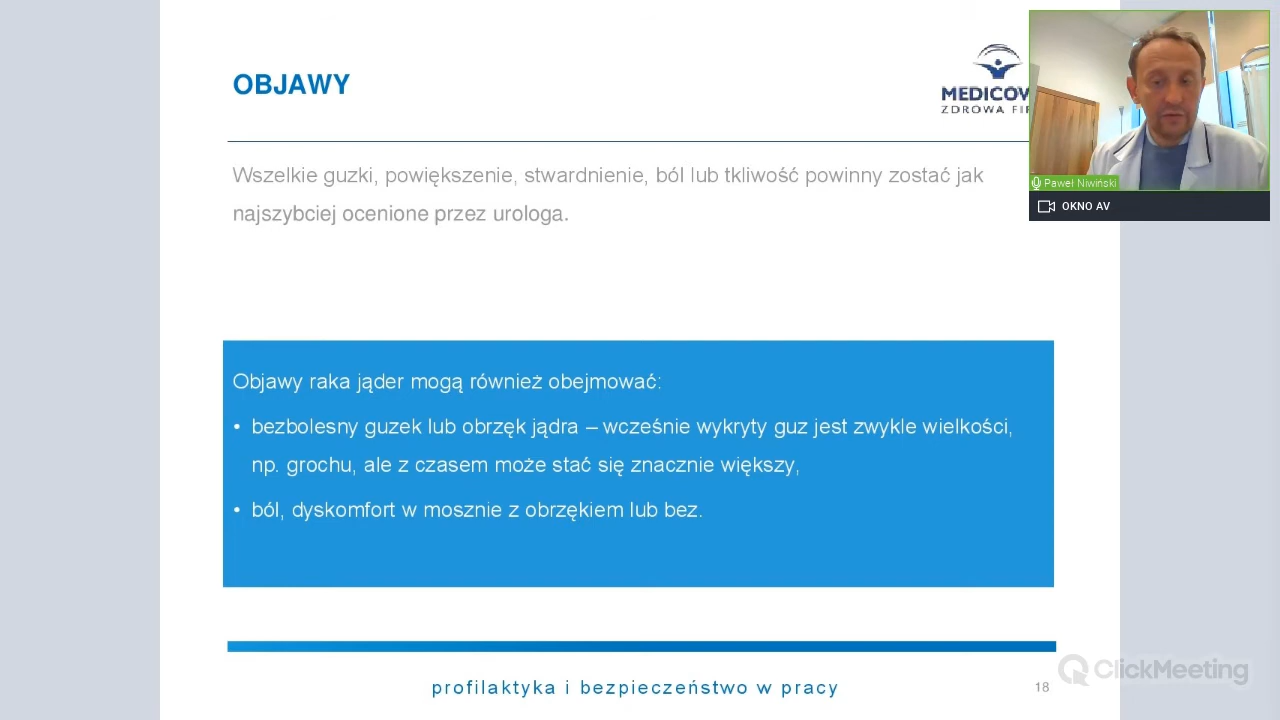 OBJAWY
MEDICOV
ZDROWA FIR
Wszelkie guzki, powiększenie, stwardnienie, ból lub tkliwość powinny zostać jak
najszybciej ocenione przez urologa.
Paweł Niwiński
OKNO AV
Objawy raka jąder mogą również obejmować:
• bezbolesny guzek lub obrzęk jądra – wcześnie wykryty guz jest zwykle wielkości,
np. grochu, ale z czasem może stać się znacznie większy,
• ból, dyskomfort w mosznie z obrzękiem lub bez.
profilaktyka i bezpieczeństwo w pracy
18
ClickMeeting